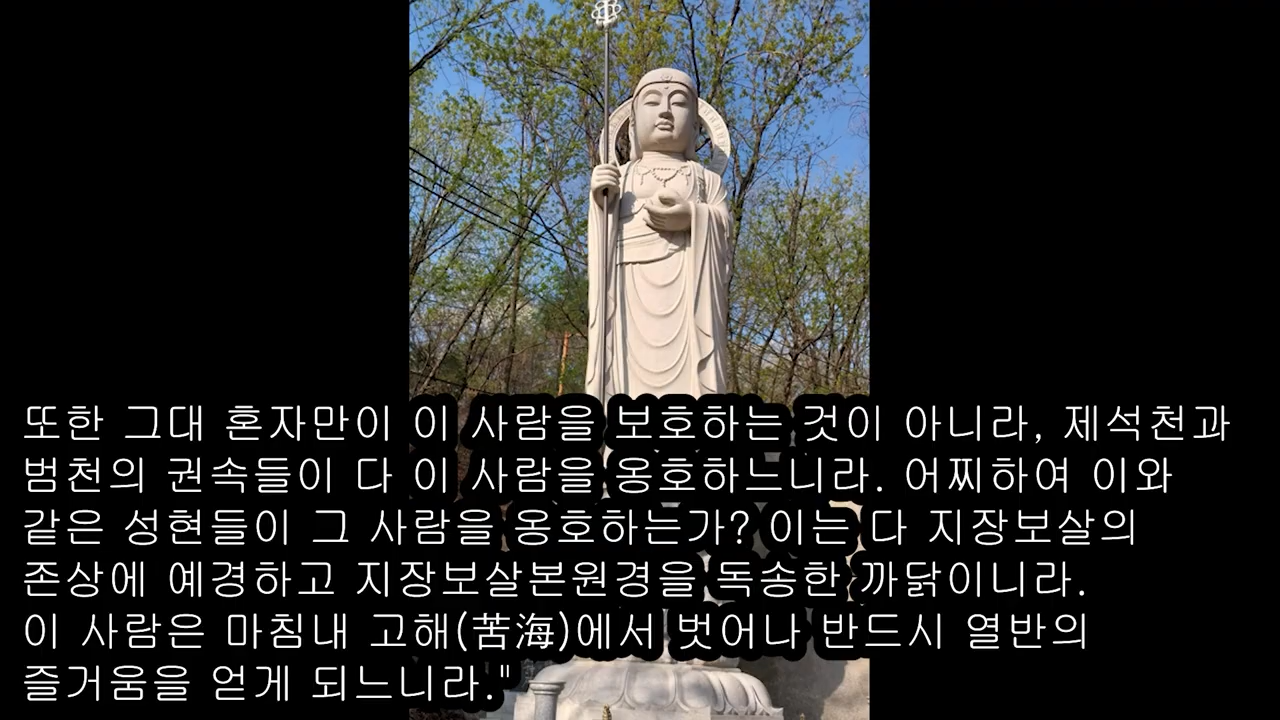 또한 그대 혼자만이 이 사람을 보호하는 것이 아니라, 제석천과
범천의 권속들이 다 이 사람을 옹호하느니라. 어찌하여 이와
같은 성현들이 그 사람을 옹호하는가? 이는 다 지장보살의
존상에 예경하고 지장보살본원경을 독송한 까닭이니라.
이 사람은 마침내 고해(苦海)에서 벗어나 반드시 열반의
즐거움을 얻게 되느니라."